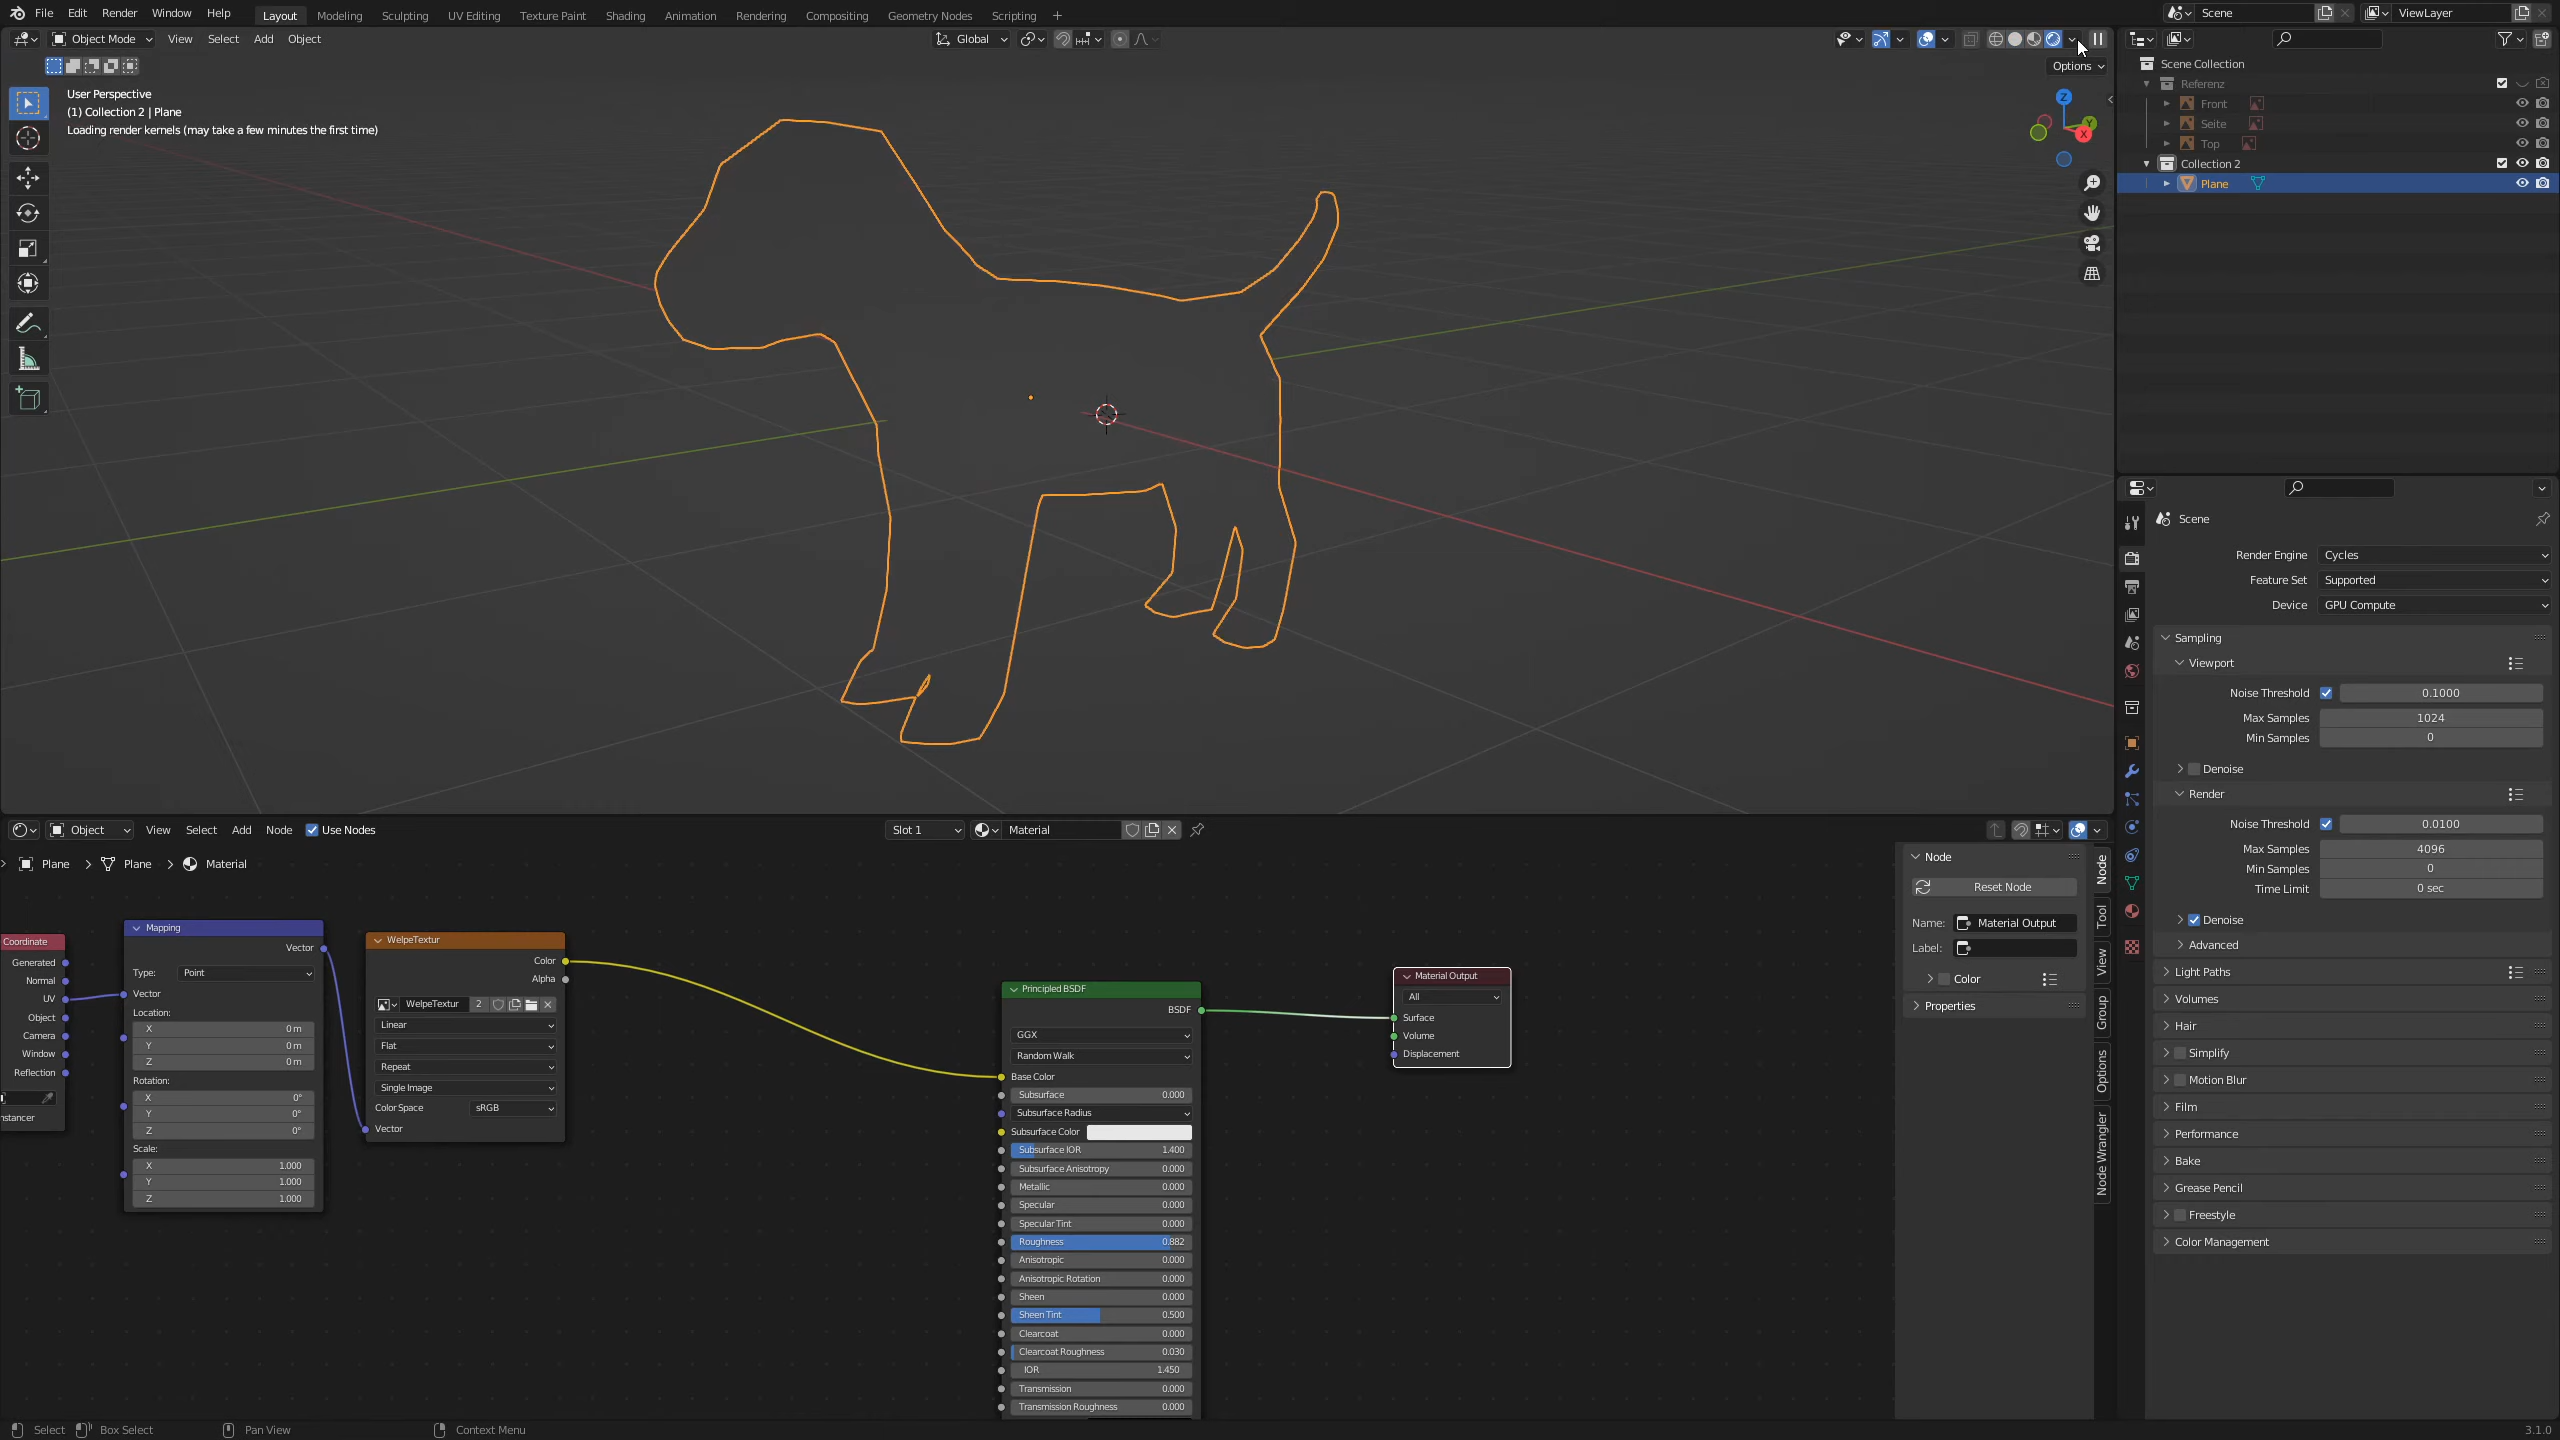 File Edit Render Window Help Layout Modeling Sculpting UV Editing Texture Paint Shading Animation Rendering Compositing Geometry Nodes Scripting + Scene ViewLayer
Object Mode View Select Add Object Global
Options
User Perspective
(1) Collection 2 | Plane
Loading render kernels (may take a few minutes the first time)
Z
Y
X
Scene Collection
Referenz
Front
Seite
Top
Collection 2
Plane
Scene
Render Engine Cycles
Feature Set Supported
Device GPU Compute
Sampling
Viewport
Noise Threshold 0.1000
Max Samples 1024
Min Samples 0
Denoise
Render
Noise Threshold 0.0100
Max Samples 4096
Min Samples 0
Time Limit 0 sec
Denoise
Advanced
Light Paths
Volumes
Hair
Simplify
Motion Blur
Film
Performance
Bake
Grease Pencil
Freestyle
Color Management
Object View Select Add Node Use Nodes Slot 1 Material
Plane Plane Material
Coordinate
Generated
Normal
UV
Object
Camera
Window
Reflection
nstancer
Mapping
Vector
Type: Point
Vector
Location:
X 0 m
Y 0 m
Z 0 m
Rotation:
X 0°
Y 0°
Z 0°
Scale:
X 1.000
Y 1.000
Z 1.000
WelpeTextur
Color
Alpha
WelpeTextur 2
Linear
Flat
Repeat
Single Image
Color Space sRGB
Vector
Principled BSDF
BSDF
GGX
Random Walk
Base Color
Subsurface 0.000
Subsurface Radius
Subsurface Color
Subsurface IOR 1.400
Subsurface Anisotropy 0.000
Metallic 0.000
Specular 0.000
Specular Tint 0.000
Roughness 0.882
Anisotropic 0.000
Anisotropic Rotation 0.000
Sheen 0.000
Sheen Tint 0.500
Clearcoat 0.000
Clearcoat Roughness 0.030
IOR 1.450
Transmission 0.000
Transmission Roughness 0.000
Material Output
All
Surface
Volume
Displacement
Node
Reset Node
Name: Material Output
Label:
Color
Properties
Node
Tool
View
Group
Options
Node Wrangler
Select Box Select Pan View Context Menu 3.1.0